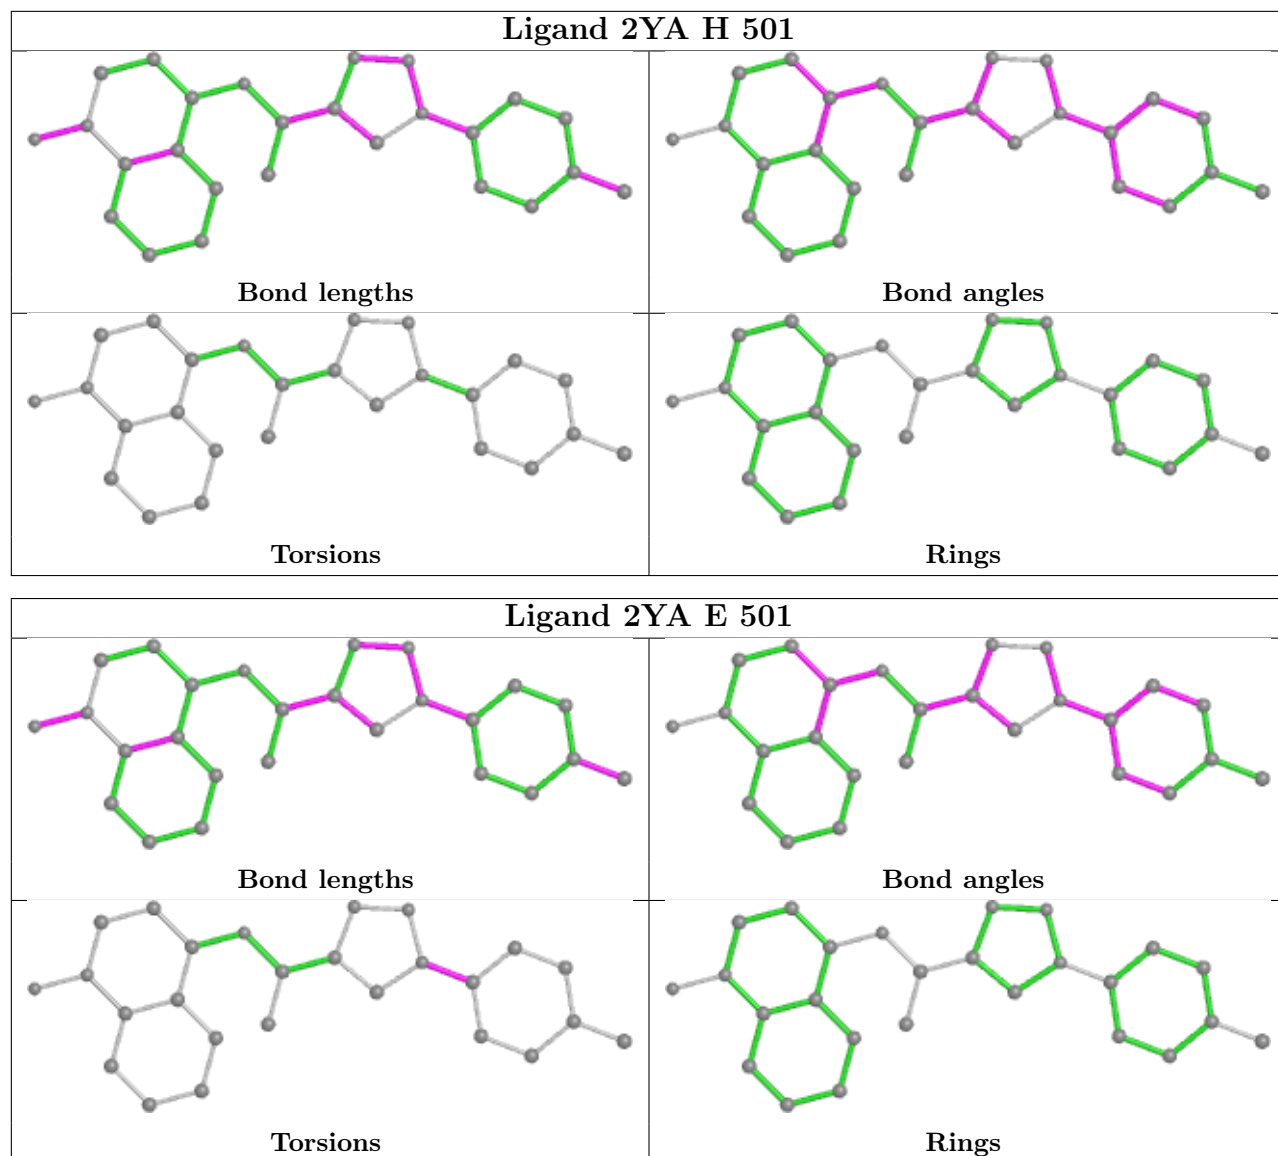 Ligand 2YA H 501
Bond lengths
Bond angles
Torsions
Rings
Ligand 2YA E 501
Bond lengths
Bond angles
Torsions
Rings